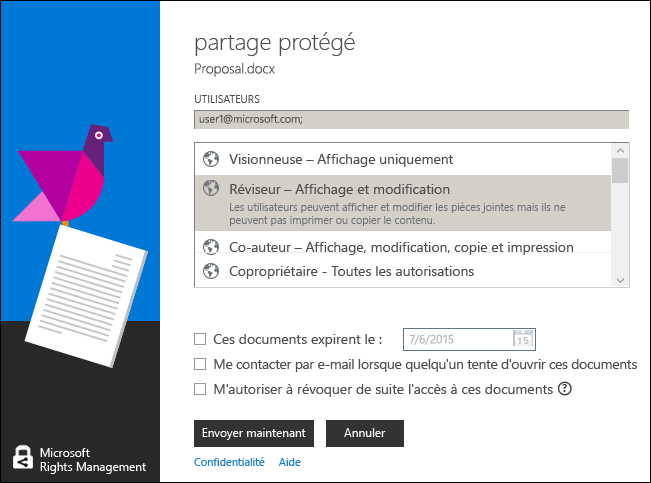 partage protégé
Proposal.docx
UTILISATEURS
user1@microsoft.com;
Visionneuse – Affichage uniquement
Réviseur – Affichage et modification
Les utilisateurs peuvent afficher et modifier les pièces jointes mais ils ne
peuvent pas imprimer ou copier le contenu.
Co-auteur – Affichage, modification, copie et impression
Copropriétaire - Toutes les autorisations
Ces documents expirent le :
7/6/2015
15
Me contacter par e-mail lorsque quelqu'un tente d'ouvrir ces documents
M'autoriser à révoquer de suite l'accès à ces documents ?
Envoyer maintenant
Annuler
Confidentialité
Aide
Microsoft
Rights Management